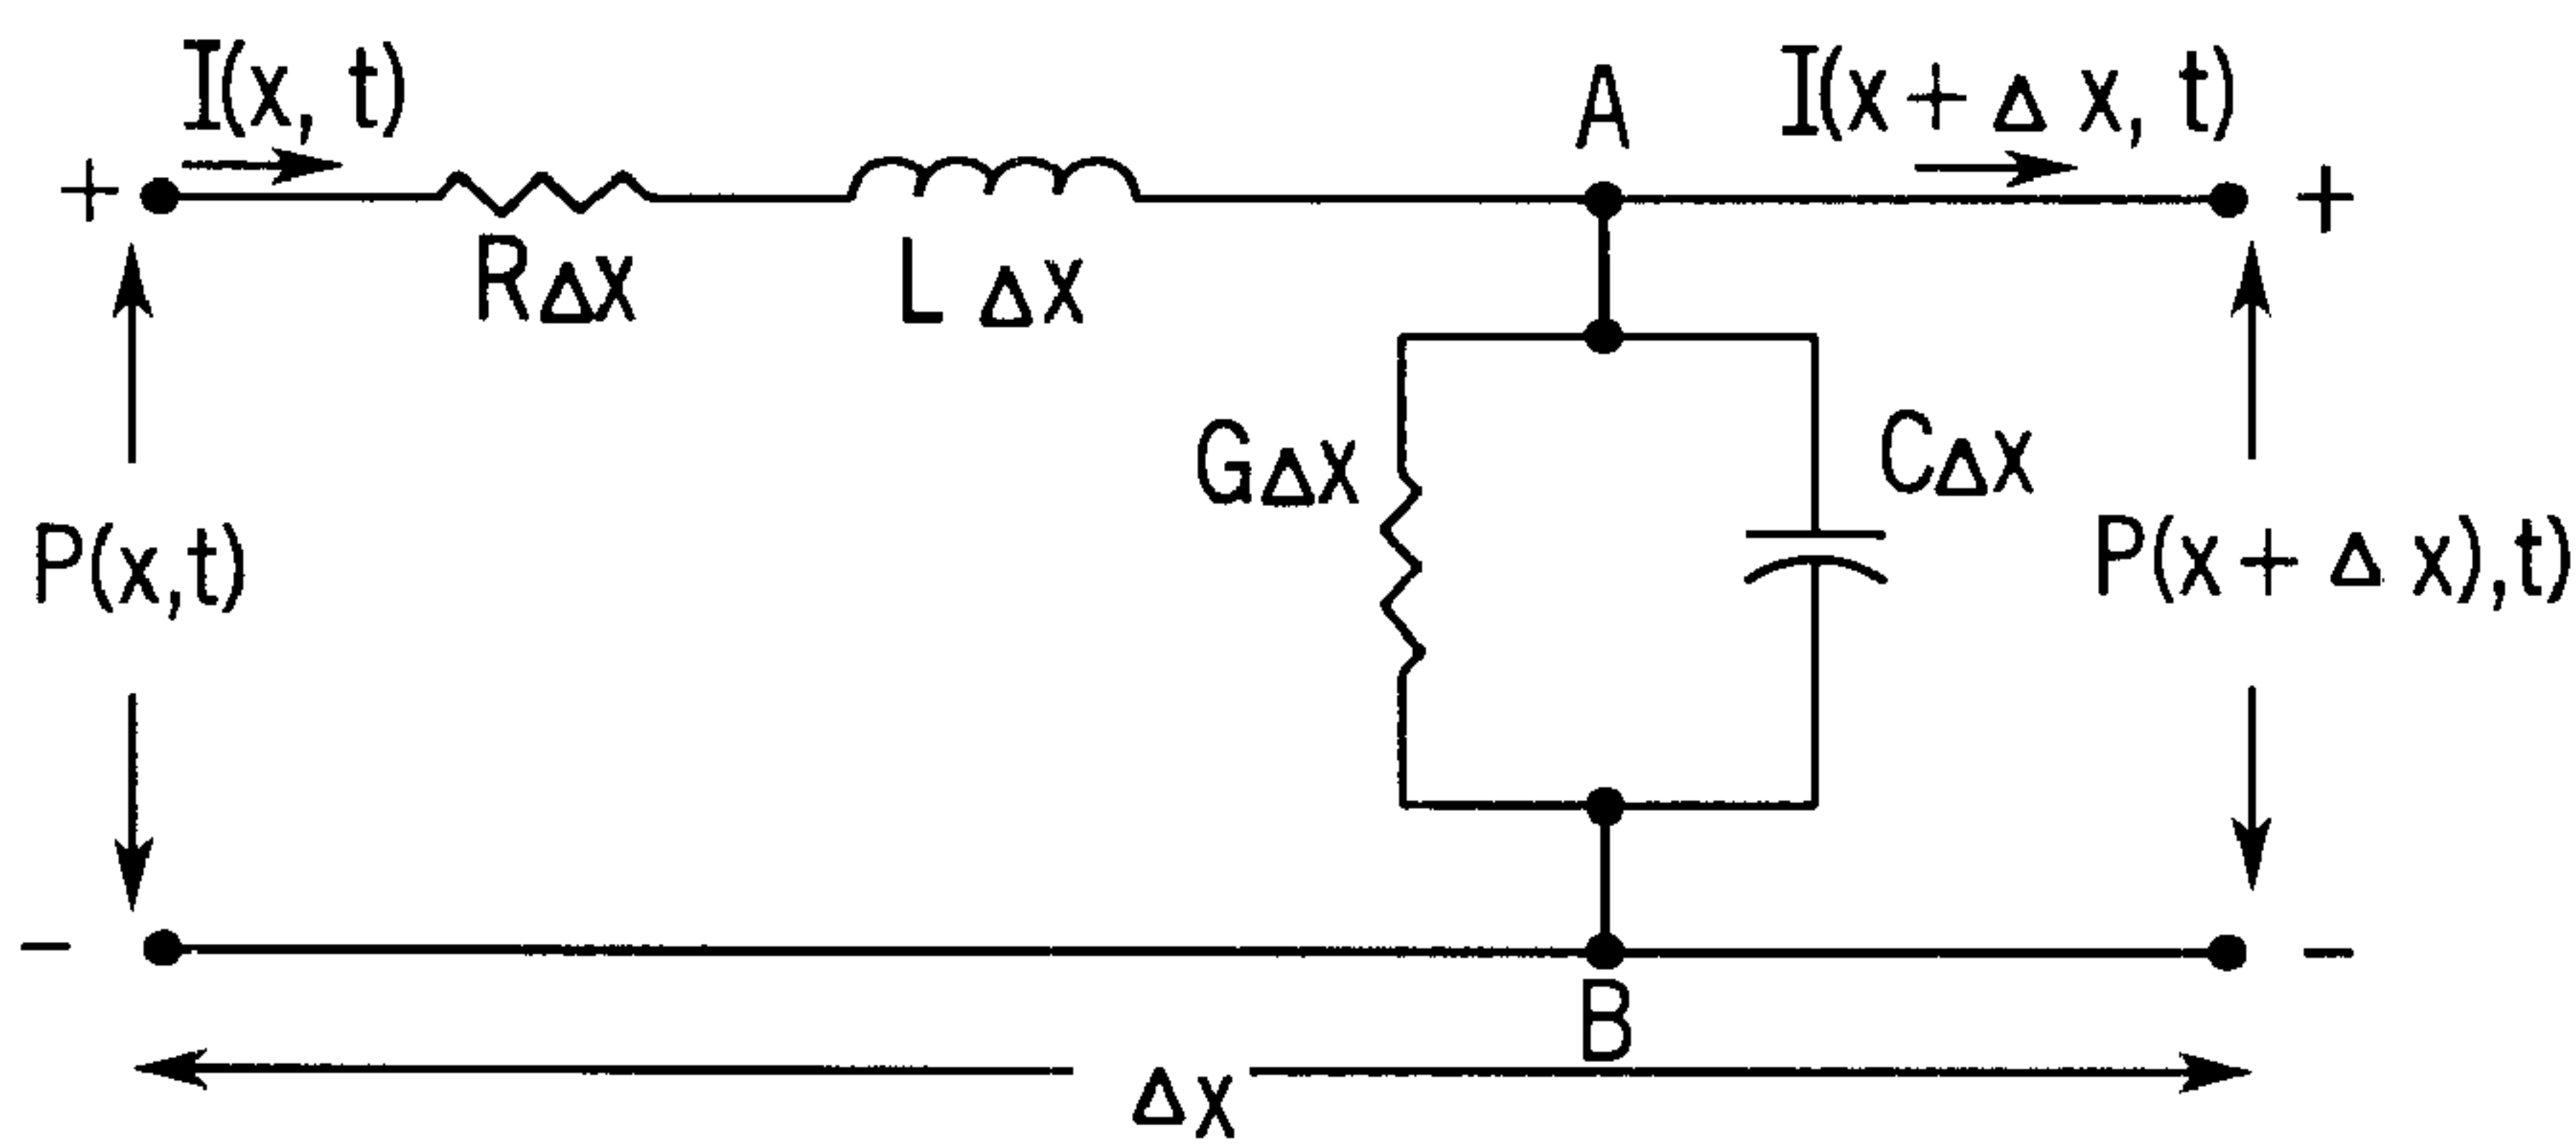 I(x, t)
A
I(x + Δ x, t)
+
+
RΔx
L Δx
GΔx
CΔx
P(x,t)
P(x + Δ x),t)
-
-
B
Δx